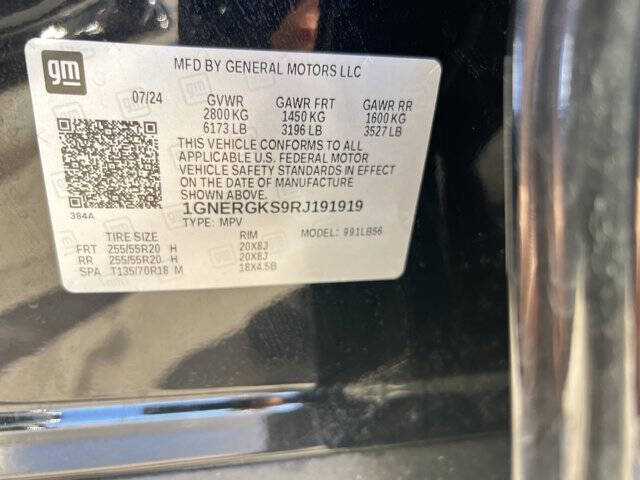 gm
MFD BY GENERAL MOTORS LLC
07/24 GVWR GAWR FRT GAWR RR
2800 KG 1450 KG 1600 KG
6173 LB 3196 LB 3527 LB
THIS VEHICLE CONFORMS TO ALL
APPLICABLE U.S. FEDERAL MOTOR
VEHICLE SAFETY STANDARDS IN EFFECT
ON THE DATE OF MANUFACTURE
SHOWN ABOVE.
384A 1GNERGKS9RJ191919
TYPE: MPV MODEL: 991LB56
TIRE SIZE RIM
FRT 255/55R20 H 20X8J
RR 255/55R20 H 20X8J
SPA T135/70R18 M 18X4.5B